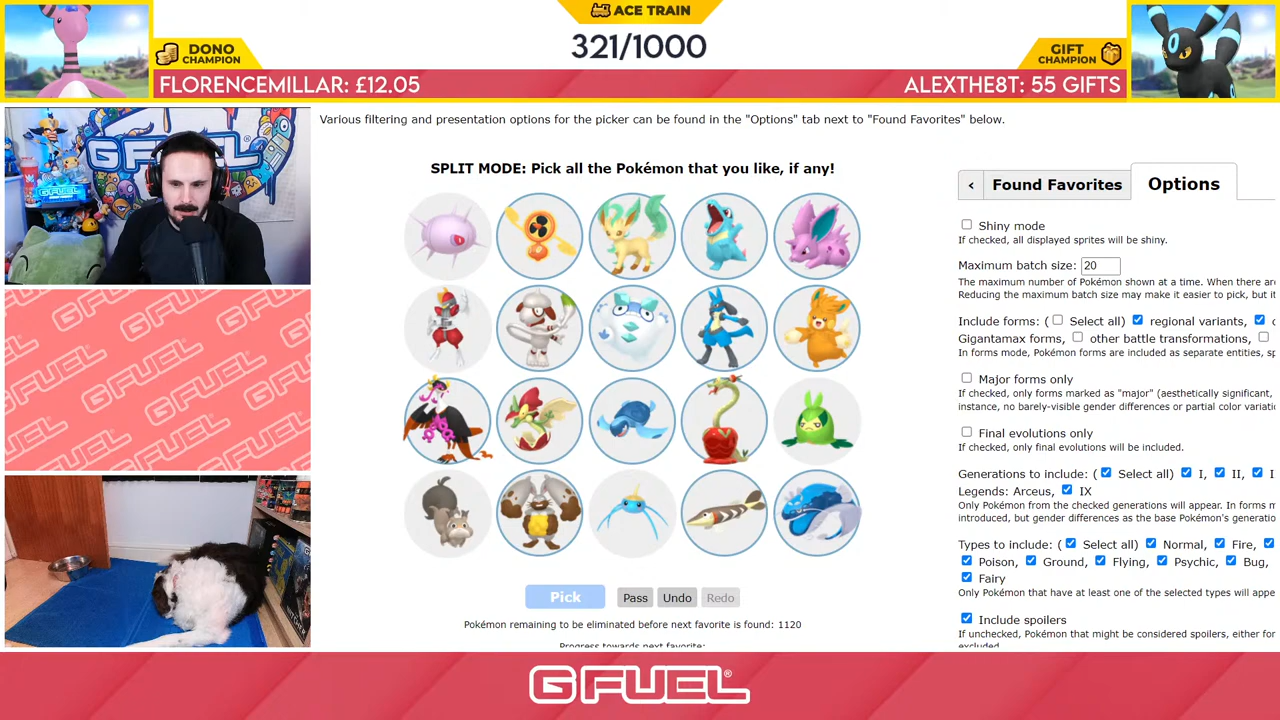 ACE TRAIN
321/1000
DONO
CHAMPION
GIFT
CHAMPION
FLORENCEMILLAR: £12.05
ALEXTHE8T: 55 GIFTS
Various filtering and presentation options for the picker can be found in the "Options" tab next to "Found Favorites" below.
SPLIT MODE: Pick all the Pokémon that you like, if any!
‹ Found Favorites Options
Shiny mode
If checked, all displayed sprites will be shiny.
Maximum batch size: 20
The maximum number of Pokémon shown at a time. When there are
Reducing the maximum batch size may make it easier to pick, but it
Include forms: ( Select all) regional variants,
Gigantamax forms, other battle transformations,
In forms mode, Pokémon forms are included as separate entities, sp
Major forms only
If checked, only forms marked as "major" (aesthetically significant,
instance, no barely-visible gender differences or partial color variatio
Final evolutions only
If checked, only final evolutions will be included.
Generations to include: ( Select all) I, II, I
Legends: Arceus, IX
Only Pokémon from the checked generations will appear. In forms m
introduced, but gender differences as the base Pokémon's generatio
Types to include: ( Select all) Normal, Fire,
Poison, Ground, Flying, Psychic, Bug,
Fairy
Only Pokémon that have at least one of the selected types will appe
Include spoilers
If unchecked, Pokémon that might be considered spoilers, either for
excluded.
Pick Pass Undo Redo
Pokémon remaining to be eliminated before next favorite is found: 1120
Progress towards next favorite:
G FUEL
G FUEL
G FUEL®